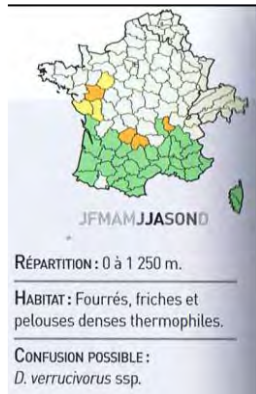 JFMAMJJASOND
RÉPARTITION : 0 à 1 250 m.
HABITAT : Fourrés, friches et
pelouses denses thermophiles.
CONFUSION POSSIBLE :
D. verrucivorus ssp.